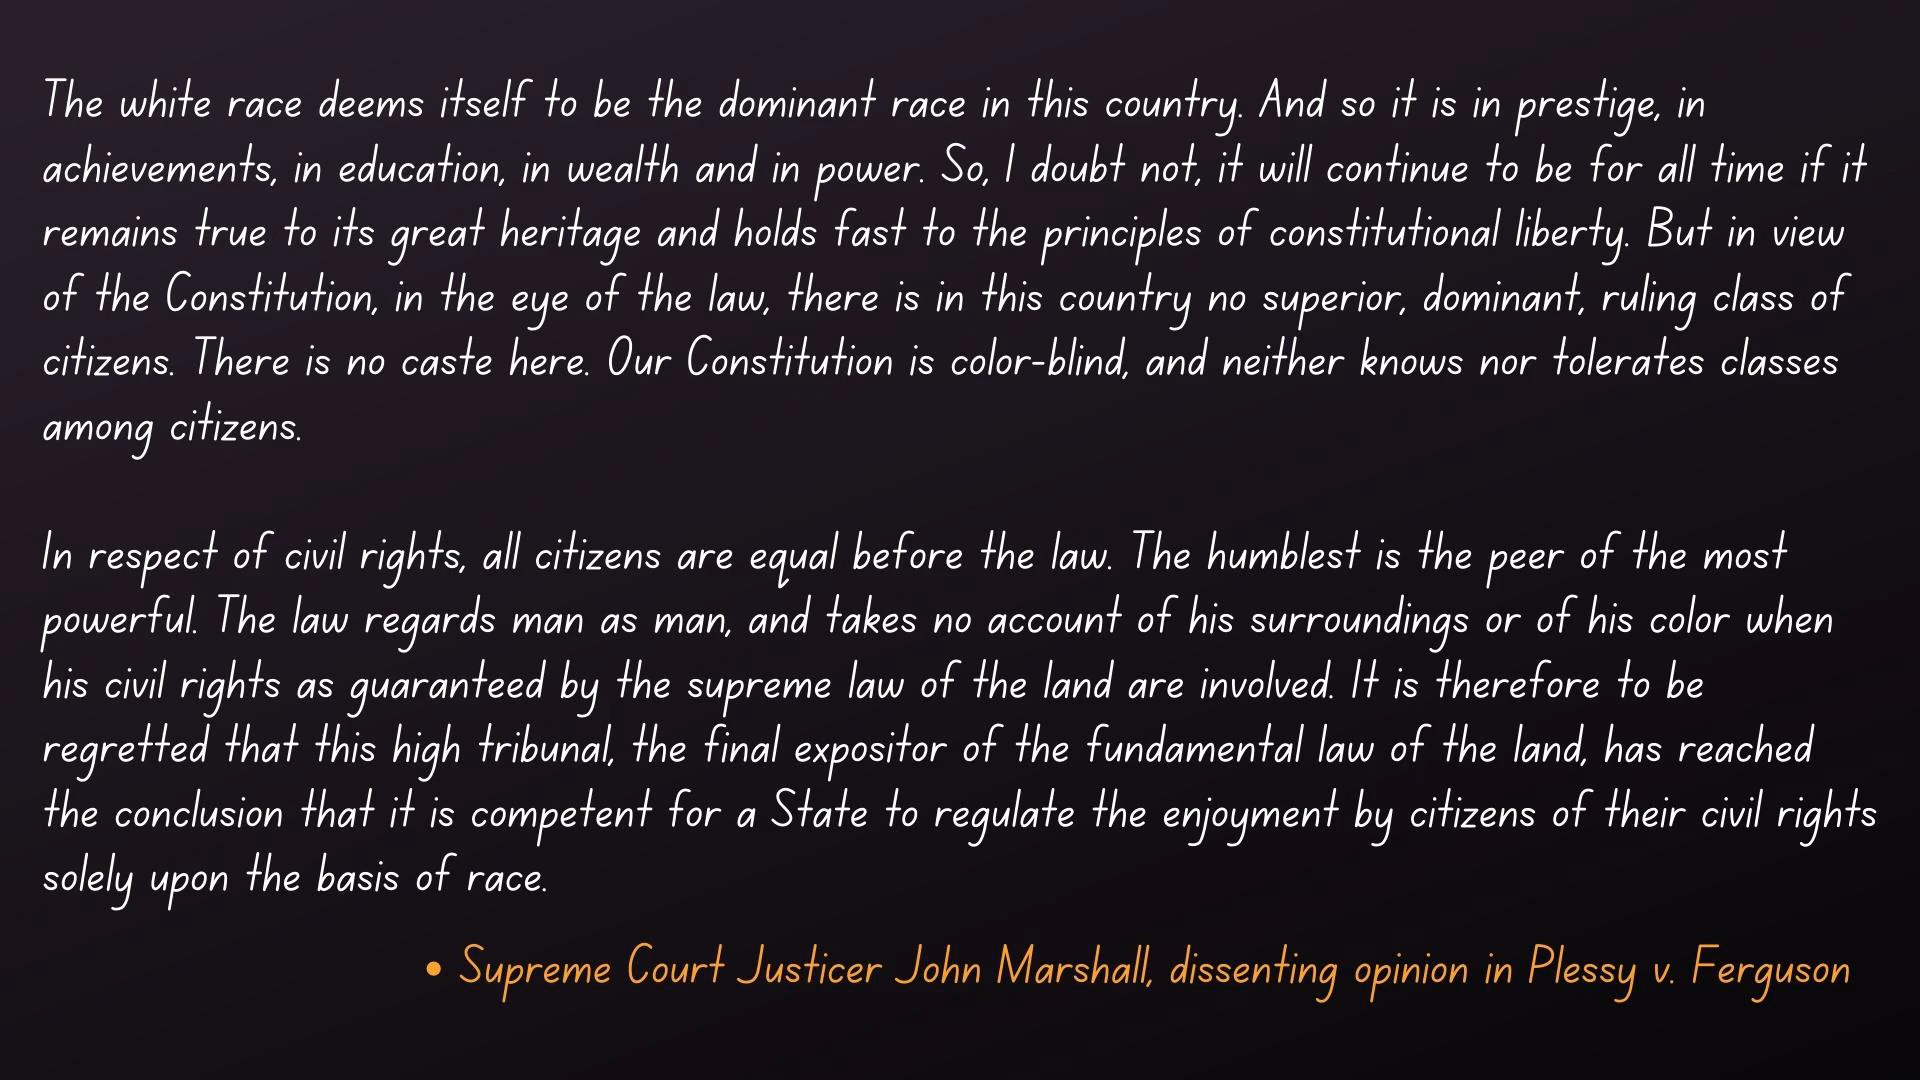 The white race deems itself to be the dominant race in this country. And so it is in prestige, in
achievements, in education, in wealth and in power. So, I doubt not, it will continue to be for all time if it
remains true to its great heritage and holds fast to the principles of constitutional liberty. But in view
of the Constitution, in the eye of the law, there is in this country no superior, dominant, ruling class of
citizens. There is no caste here. Our Constitution is color-blind, and neither knows nor tolerates classes
among citizens.
In respect of civil rights, all citizens are equal before the law. The humblest is the peer of the most
powerful. The law regards man as man, and takes no account of his surroundings or of his color when
his civil rights as guaranteed by the supreme law of the land are involved. It is therefore to be
regretted that this high tribunal, the final expositor of the fundamental law of the land, has reached
the conclusion that it is competent for a State to regulate the enjoyment by citizens of their civil rights
solely upon the basis of race.
• Supreme Court Justicer John Marshall, dissenting opinion in Plessy v. Ferguson